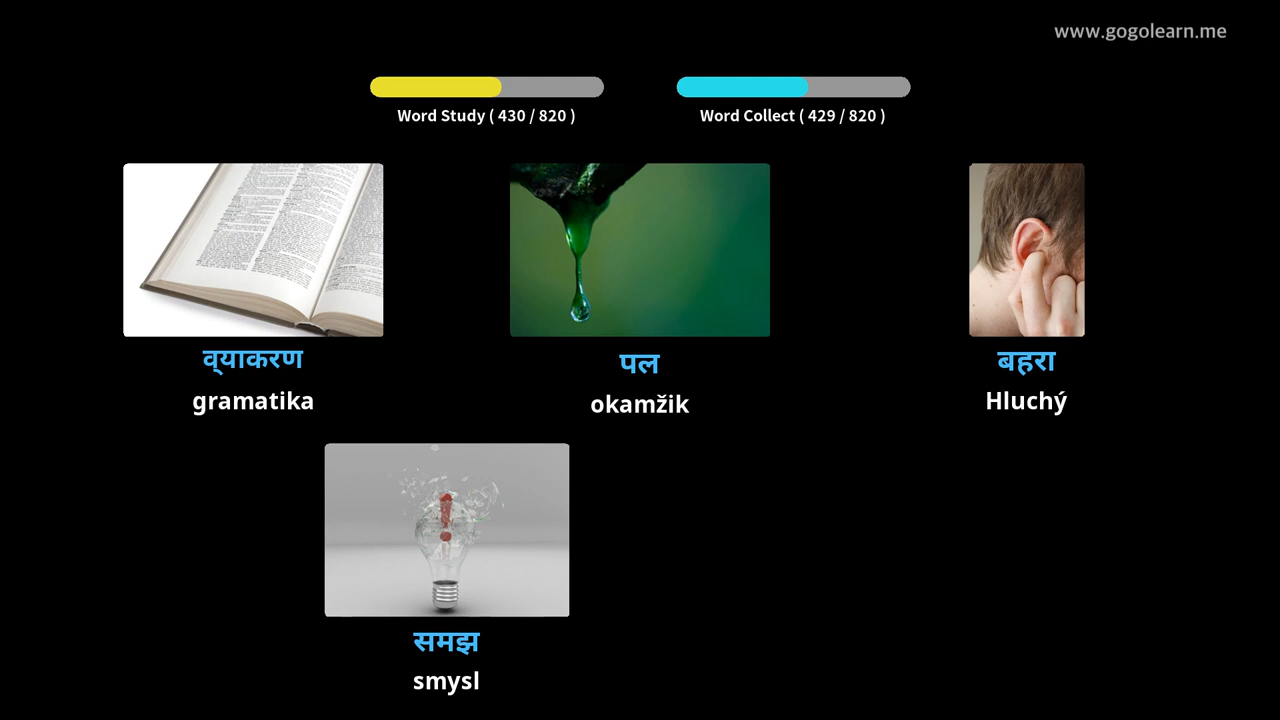 www.gogolearn.me
Word Study ( 430 / 820 )
Word Collect ( 429 / 820 )
व्याकरण
gramatika
पल
okamžik
बहरा
Hluchý
समझ
smysl